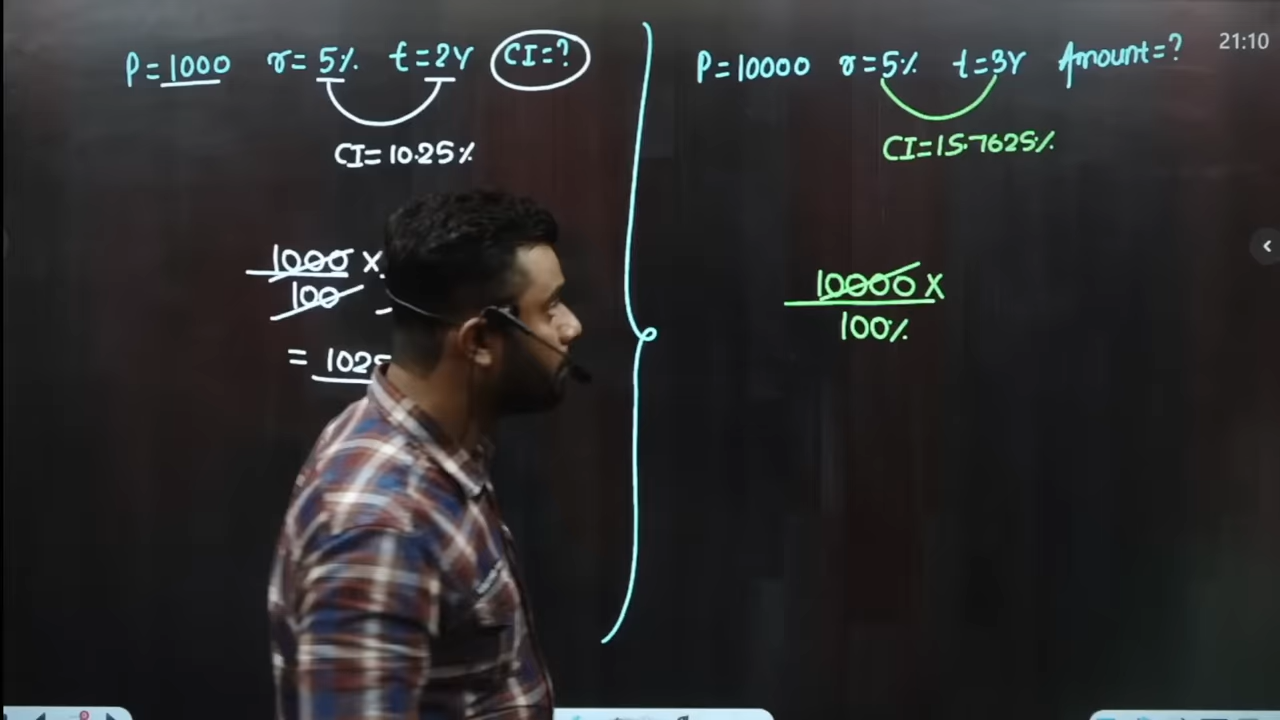 P = 1000 r = 5% t = 2Y CI = ?
CI = 10.25%
1000 X
100
= 1025
P = 10000 r = 5% t = 3Y Amount = ?
CI = 15.7625%
10000 X
100%
21:10